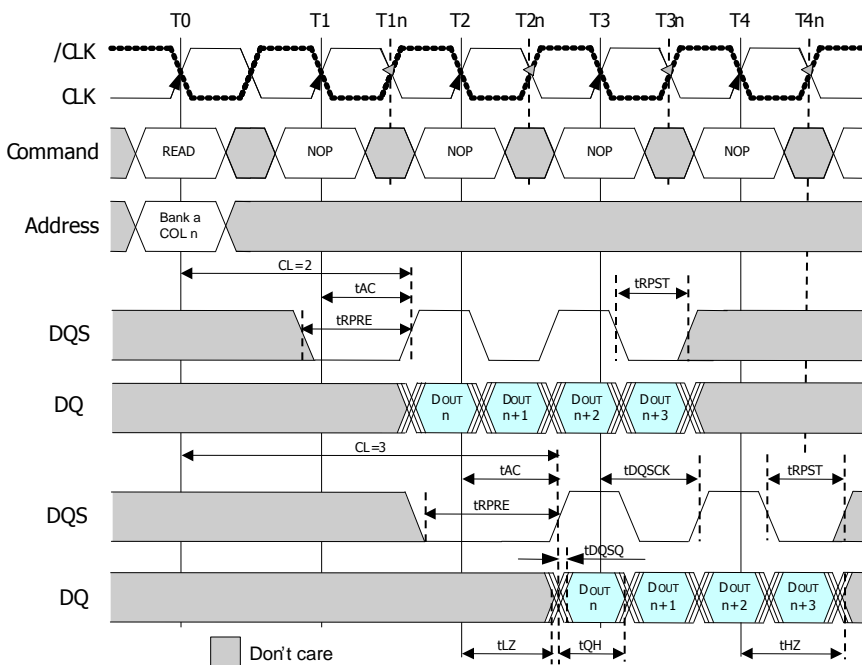 T0 T1 T1n T2 T2n T3 T3n T4 T4n
/CLK
CLK
Command READ NOP NOP NOP NOP
Address Bank a
COL n
CL=2
tAC tRPST
tRPRE
DQS
DQ DOUT n DOUT n+1 DOUT n+2 DOUT n+3
CL=3
tAC tDQSCK tRPST
tRPRE
DQS
tDQSQ
DQ DOUT n DOUT n+1 DOUT n+2 DOUT n+3
tLZ tQH tHZ
Don't care